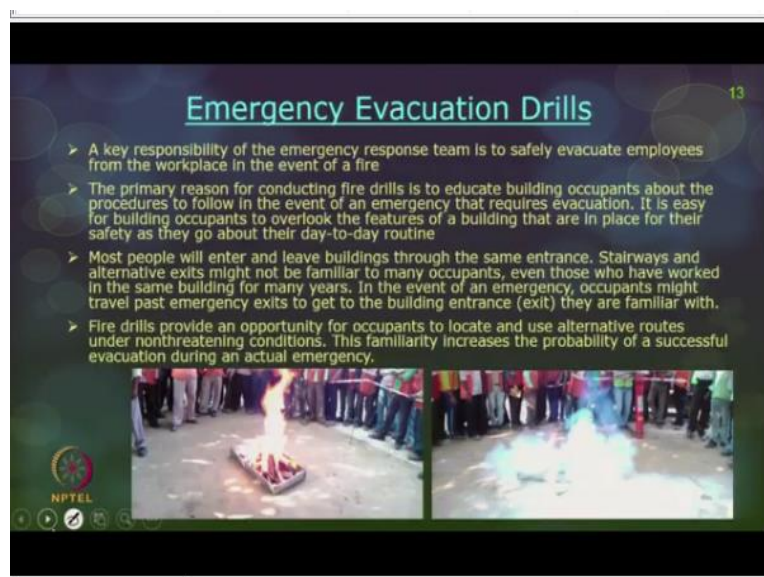 13
Emergency Evacuation Drills
➢ A key responsibility of the emergency response team is to safely evacuate employees
from the workplace in the event of a fire
➢ The primary reason for conducting fire drills is to educate building occupants about the
procedures to follow in the event of an emergency that requires evacuation. It is easy
for building occupants to overlook the features of a building that are in place for their
safety as they go about their day-to-day routine
➢ Most people will enter and leave buildings through the same entrance. Stairways and
alternative exits might not be familiar to many occupants, even those who have worked
in the same building for many years. In the event of an emergency, occupants might
travel past emergency exits to get to the building entrance (exit) they are familiar with.
➢ Fire drills provide an opportunity for occupants to locate and use alternative routes
under nonthreatening conditions. This familiarity increases the probability of a successful
evacuation during an actual emergency.
NPTEL